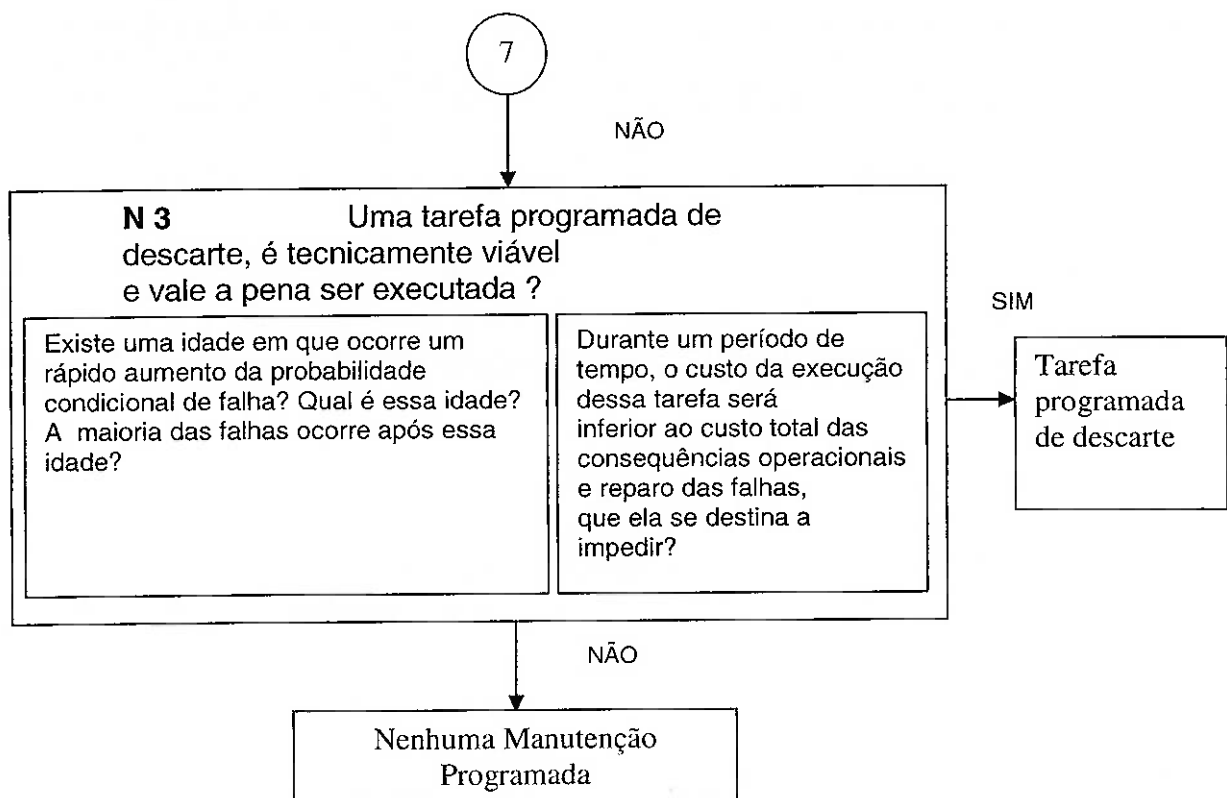 7
NÃO
N 3 Uma tarefa programada de
descarte, é tecnicamente viável
e vale a pena ser executada ?
Existe uma idade em que ocorre um
rápido aumento da probabilidade
condicional de falha? Qual é essa idade?
A maioria das falhas ocorre após essa
idade?
Durante um período de
tempo, o custo da execução
dessa tarefa será
inferior ao custo total das
consequências operacionais
e reparo das falhas,
que ela se destina a
impedir?
SIM
Tarefa
programada
de descarte
NÃO
Nenhuma Manutenção
Programada